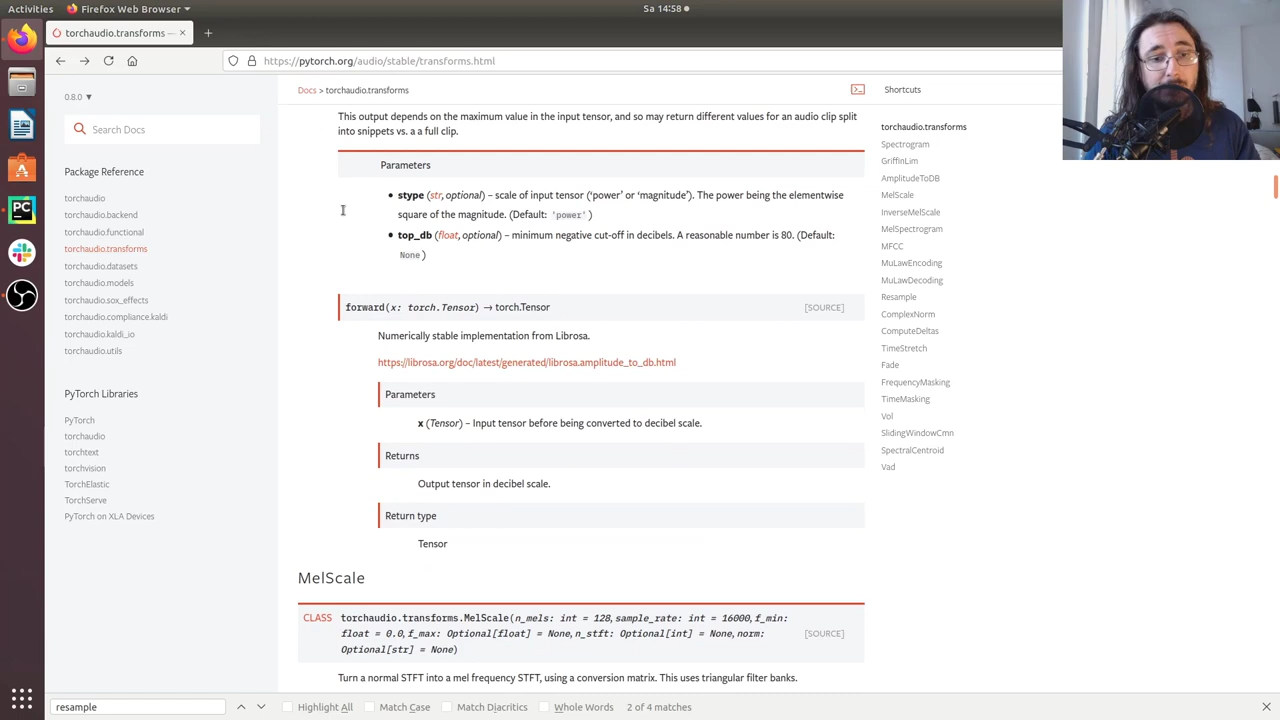 Activities
Firefox Web Browser
Sa 14:58
torchaudio.transforms —
https://pytorch.org/audio/stable/transforms.html
0.8.0 ▼
Search Docs
Package Reference
torchaudio
torchaudio.backend
torchaudio.functional
torchaudio.transforms
torchaudio.datasets
torchaudio.models
torchaudio.sox_effects
torchaudio.compliance.kaldi
torchaudio.kaldi_io
torchaudio.utils
PyTorch Libraries
PyTorch
torchaudio
torchtext
torchvision
TorchElastic
TorchServe
PyTorch on XLA Devices
Docs > torchaudio.transforms
This output depends on the maximum value in the input tensor, and so may return different values for an audio clip split
into snippets vs. a a full clip.
Parameters
• stype (str, optional) – scale of input tensor (‘power’ or ‘magnitude’). The power being the elementwise
square of the magnitude. (Default: 'power')
• top_db (float, optional) – minimum negative cut-off in decibels. A reasonable number is 80. (Default:
None)
forward(x: torch.Tensor) → torch.Tensor
[SOURCE]
Numerically stable implementation from Librosa.
https://librosa.org/doc/latest/generated/librosa.amplitude_to_db.html
Parameters
x (Tensor) – Input tensor before being converted to decibel scale.
Returns
Output tensor in decibel scale.
Return type
Tensor
MelScale
CLASS torchaudio.transforms.MelScale(n_mels: int = 128, sample_rate: int = 16000, f_min:
float = 0.0, f_max: Optional[float] = None, n_stft: Optional[int] = None, norm:
Optional[str] = None)
[SOURCE]
Turn a normal STFT into a mel frequency STFT, using a conversion matrix. This uses triangular filter banks.
Shortcuts
torchaudio.transforms
Spectrogram
GriffinLim
AmplitudeToDB
MelScale
InverseMelScale
MelSpectrogram
MFCC
MuLawEncoding
MuLawDecoding
Resample
ComplexNorm
ComputeDeltas
TimeStretch
Fade
FrequencyMasking
TimeMasking
Vol
SlidingWindowCmn
SpectralCentroid
Vad
resample
Highlight All
Match Case
Match Diacritics
Whole Words
2 of 4 matches